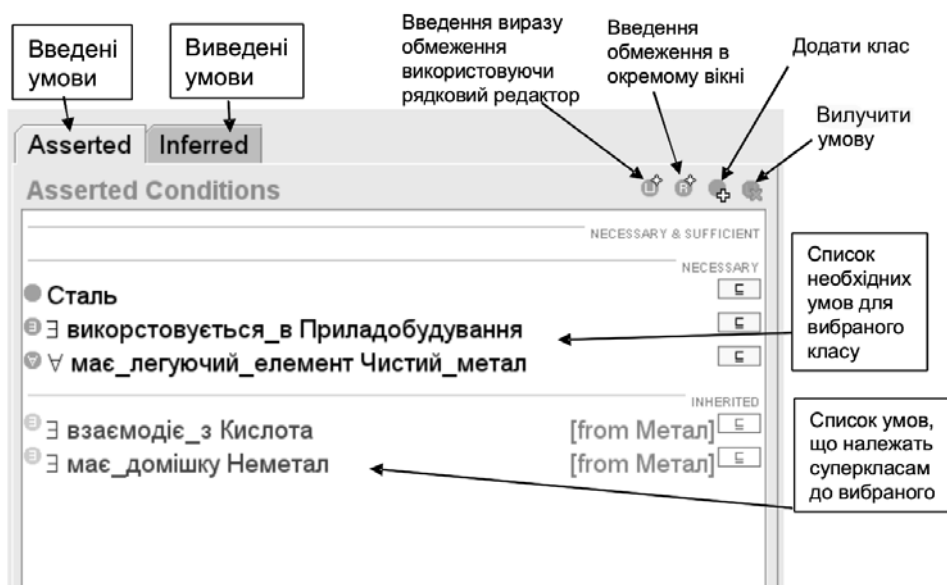 Введені
умови
Виведені
умови
Введення виразу
обмеження
використовуючи
рядковий редактор
Введення
обмеження в
окремому вікні
Додати клас
Вилучити
умову
Asserted
Inferred
Asserted Conditions
NECESSARY & SUFFICIENT
NECESSARY
Сталь
∃ викорстовується_в Приладобудування
∀ має_легуючий_елемент Чистий_метал
INHERITED
∃ взаємодіє_з Кислота [from Метал]
∃ має_домішку Неметал [from Метал]
Список
необхідних
умов для
вибраного
класу
Список умов,
що належать
суперкласам
до вибраного